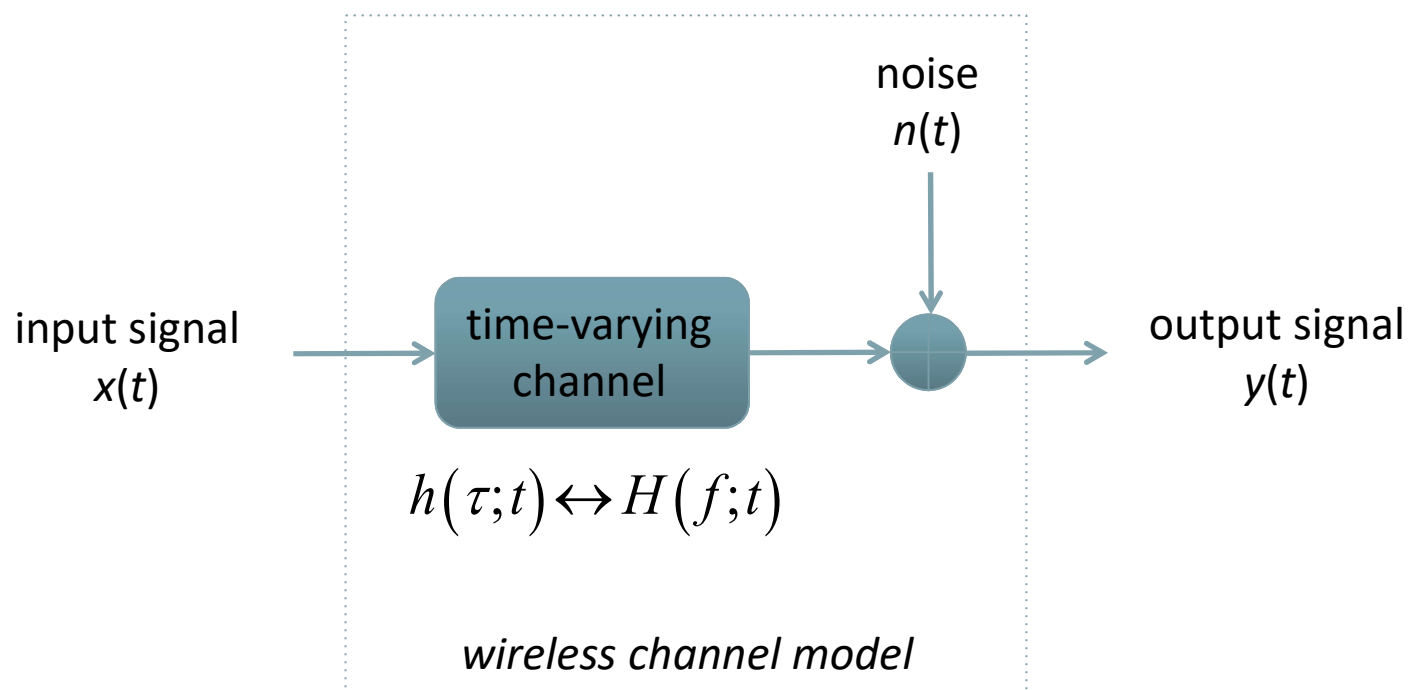 noise
n(t)
input signal
x(t)
time-varying
channel
output signal
y(t)
h(τ;t)↔H(f;t)
wireless channel model